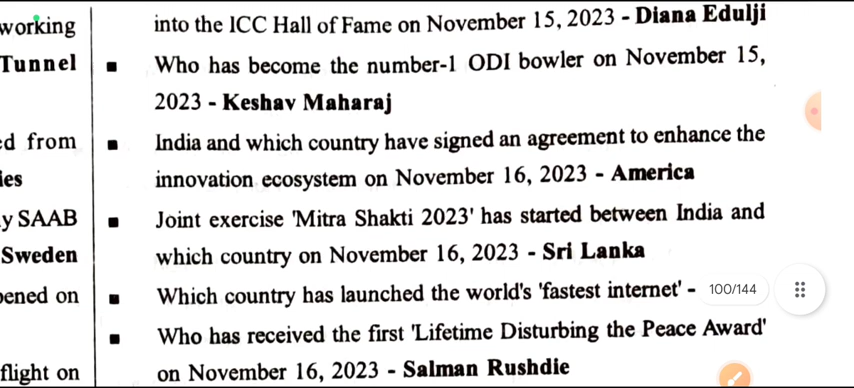 working
Tunnel
ed from
ies
y SAAB
Sweden
pened on
flight on
into the ICC Hall of Fame on November 15, 2023 - Diana Edulji
▪ Who has become the number-1 ODI bowler on November 15,
2023 - Keshav Maharaj
▪ India and which country have signed an agreement to enhance the
innovation ecosystem on November 16, 2023 - America
▪ Joint exercise 'Mitra Shakti 2023' has started between India and
which country on November 16, 2023 - Sri Lanka
▪ Which country has launched the world's 'fastest internet' -
▪ Who has received the first 'Lifetime Disturbing the Peace Award'
on November 16, 2023 - Salman Rushdie
100/144